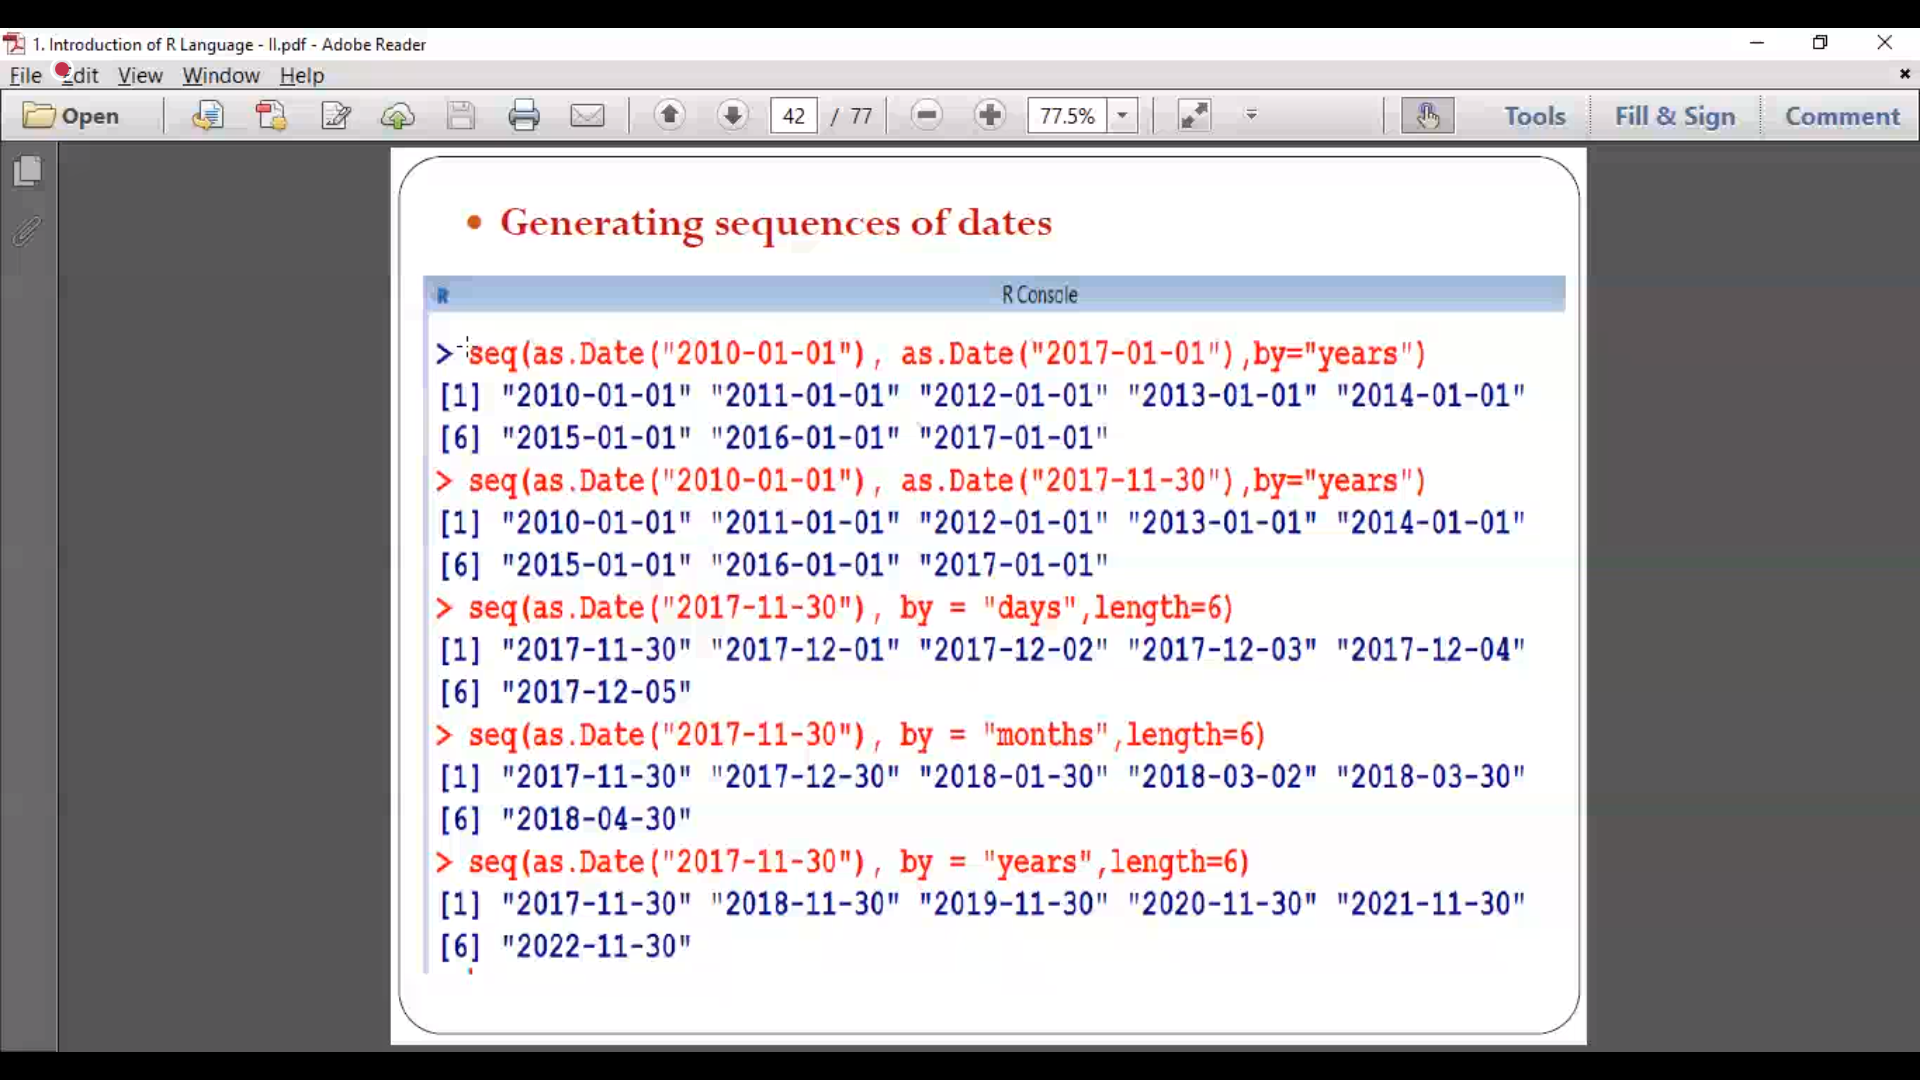 1. Introduction of R Language - II.pdf - Adobe Reader
File Edit View Window Help
Open 42 / 77 77.5% Tools Fill & Sign Comment
• Generating sequences of dates
R R Console
> seq(as.Date("2010-01-01"), as.Date("2017-01-01"),by="years")
[1] "2010-01-01" "2011-01-01" "2012-01-01" "2013-01-01" "2014-01-01"
[6] "2015-01-01" "2016-01-01" "2017-01-01"
> seq(as.Date("2010-01-01"), as.Date("2017-11-30"),by="years")
[1] "2010-01-01" "2011-01-01" "2012-01-01" "2013-01-01" "2014-01-01"
[6] "2015-01-01" "2016-01-01" "2017-01-01"
> seq(as.Date("2017-11-30"), by = "days",length=6)
[1] "2017-11-30" "2017-12-01" "2017-12-02" "2017-12-03" "2017-12-04"
[6] "2017-12-05"
> seq(as.Date("2017-11-30"), by = "months",length=6)
[1] "2017-11-30" "2017-12-30" "2018-01-30" "2018-03-02" "2018-03-30"
[6] "2018-04-30"
> seq(as.Date("2017-11-30"), by = "years",length=6)
[1] "2017-11-30" "2018-11-30" "2019-11-30" "2020-11-30" "2021-11-30"
[6] "2022-11-30"